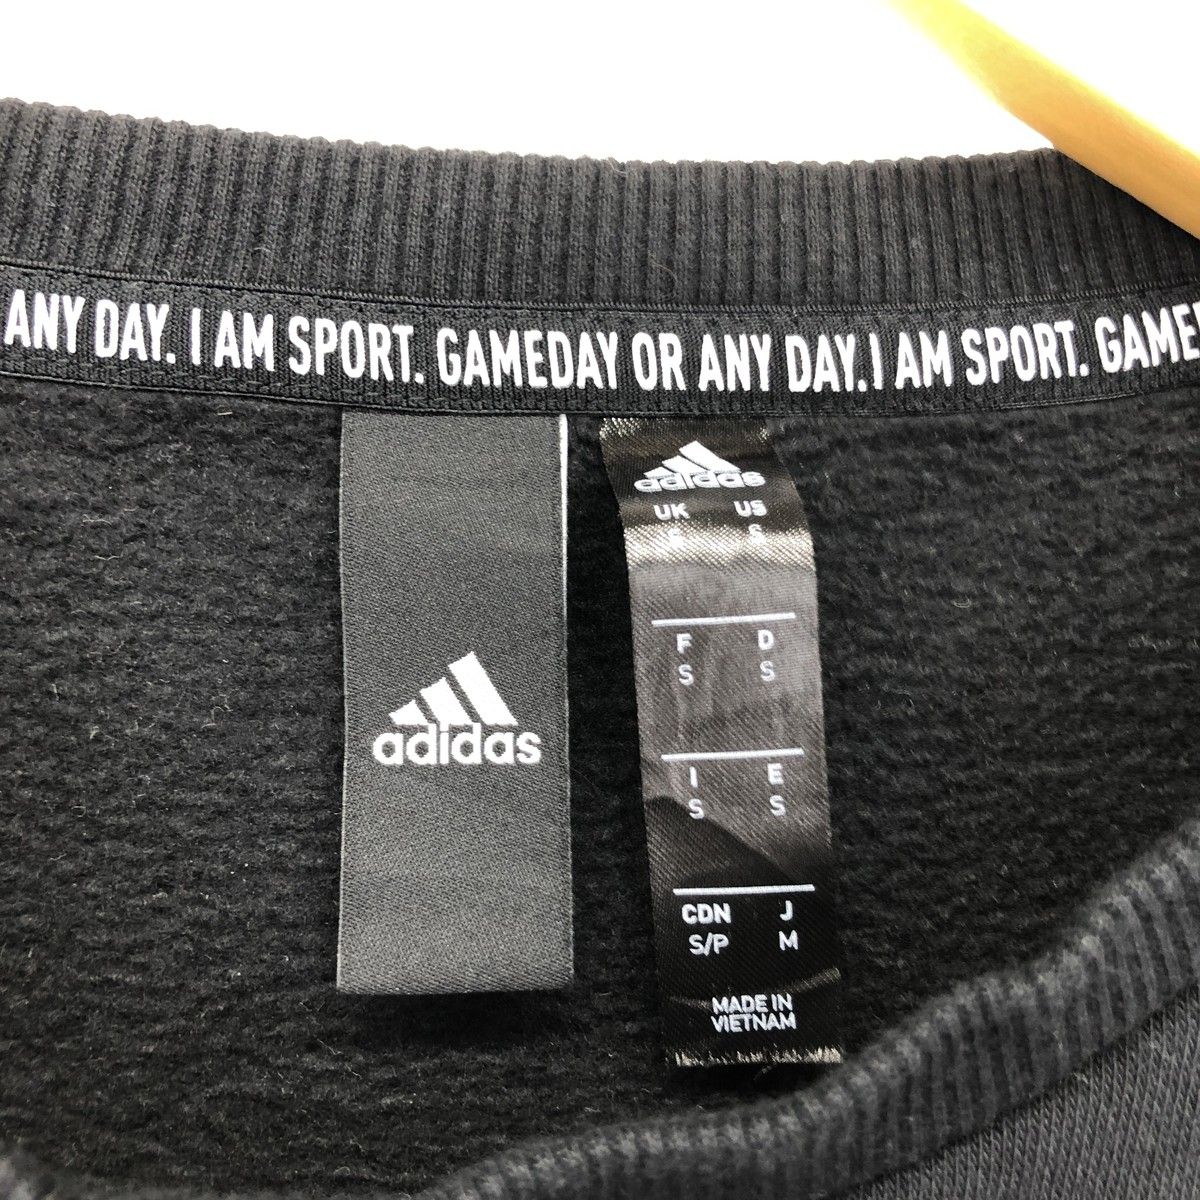 ANY DAY. I AM SPORT. GAMEDAY OR ANY DAY. I AM SPORT. GAME
adidas
adidas
UK US
S S
F D
S S
I E
S S
CDN J
S/P M
MADE IN
VIETNAM